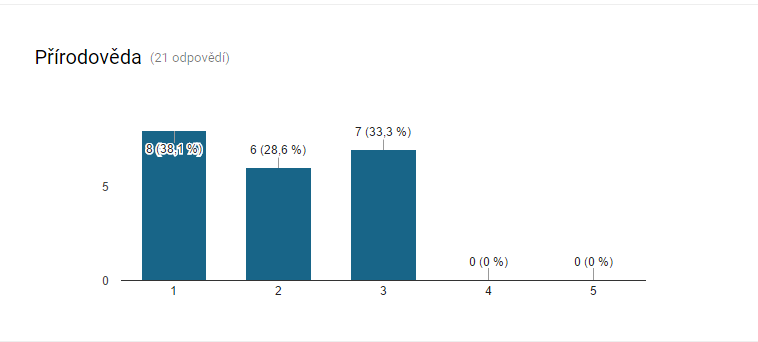 Přírodověda (21 odpovědí)
7 (33,3 %)
8 (38,1 %)
6 (28,6 %)
5
0 (0 %)
0 (0 %)
0
1
2
3
4
5